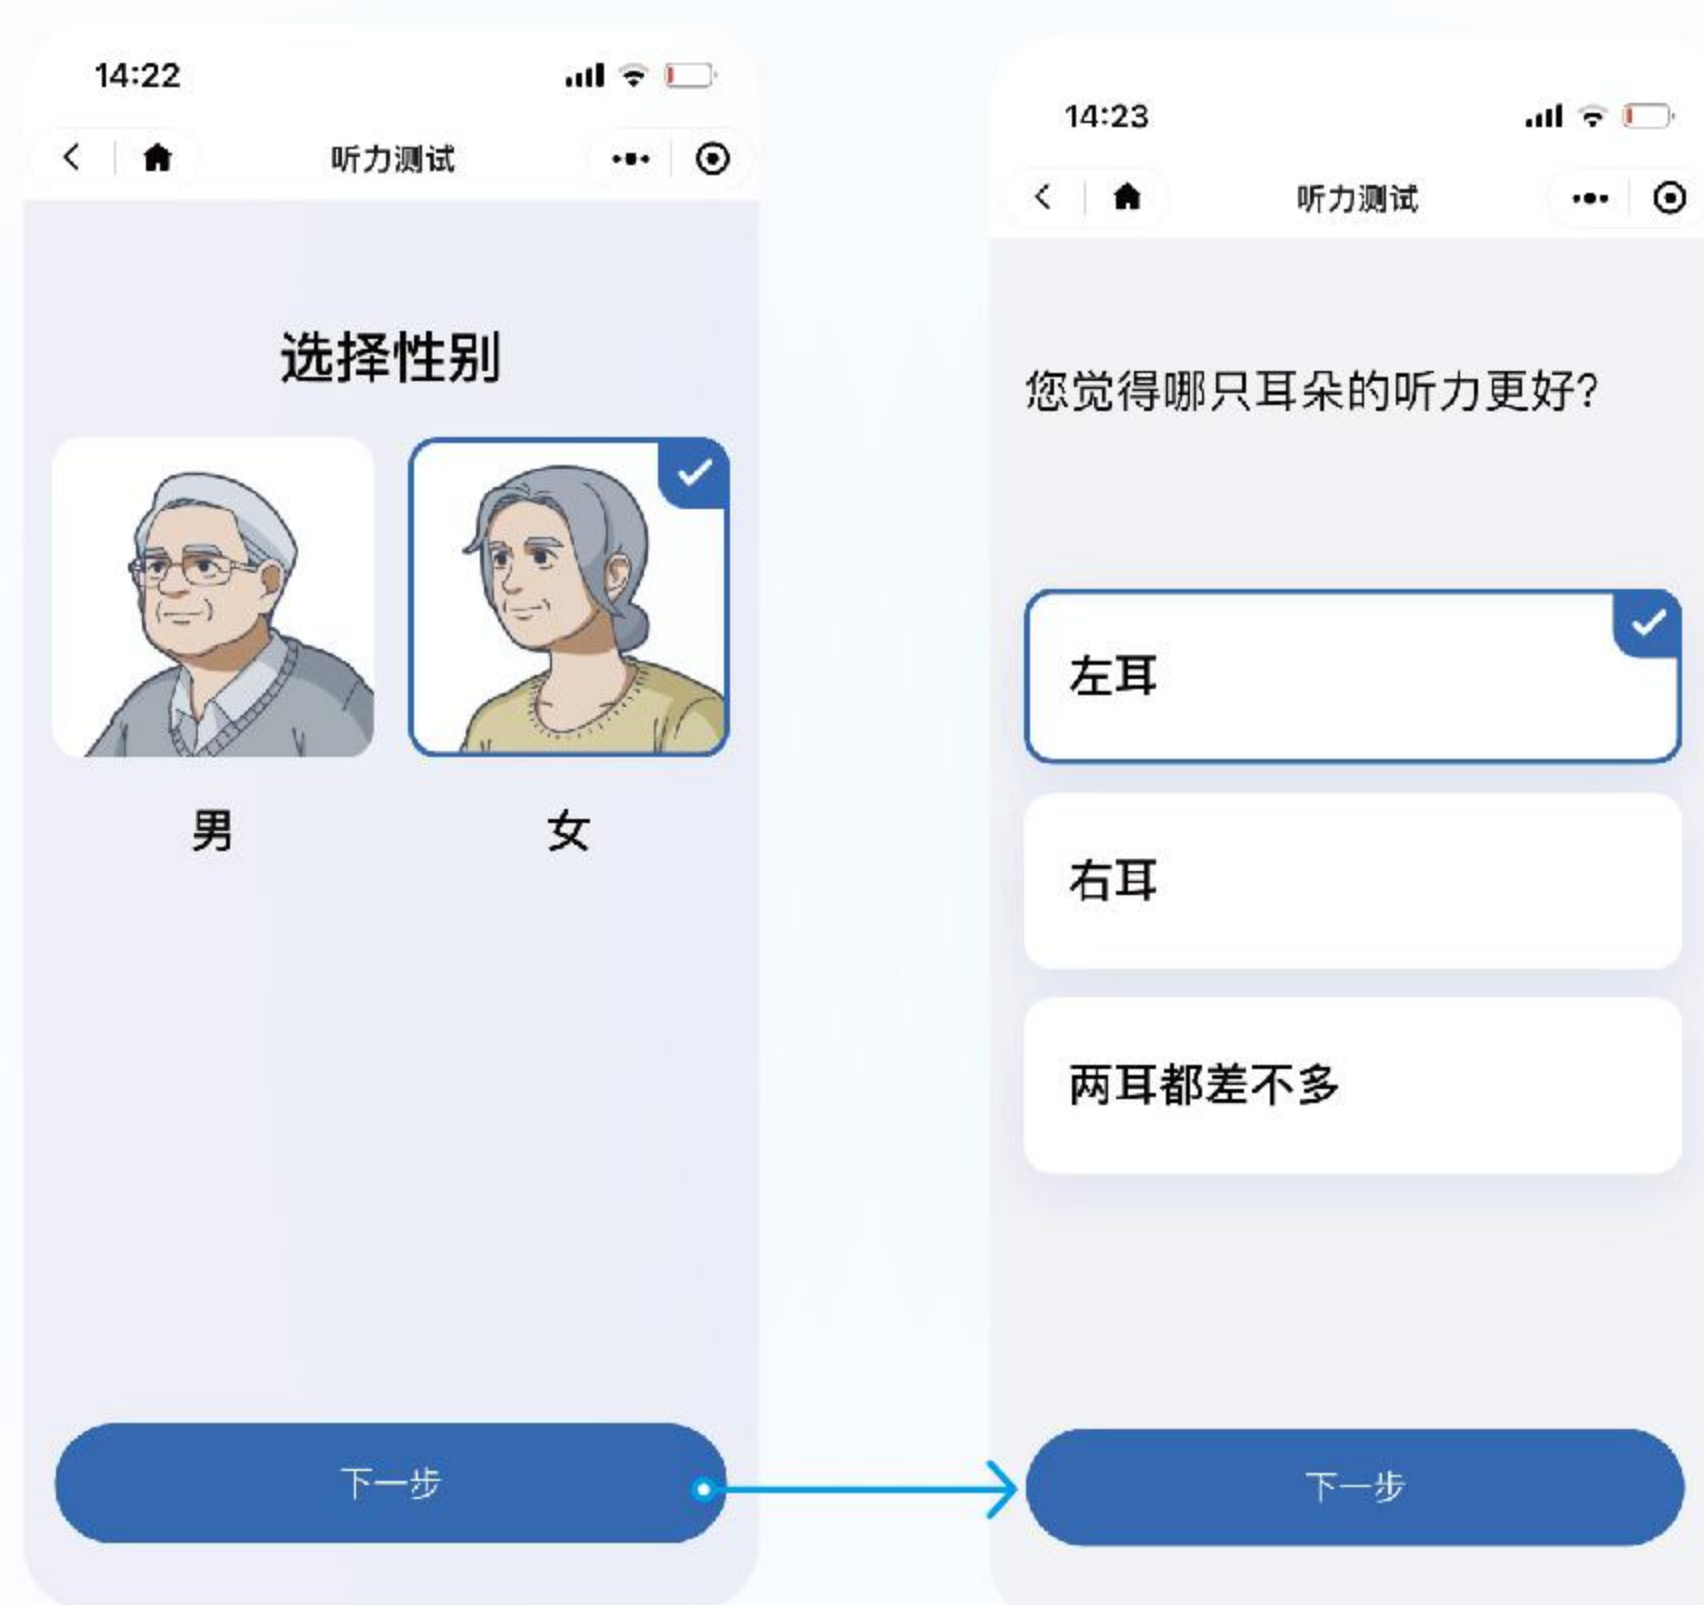 14:22
听力测试
选择性别
男
女
下一步
14:23
听力测试
您觉得哪只耳朵的听力更好?
左耳
右耳
两耳都差不多
下一步